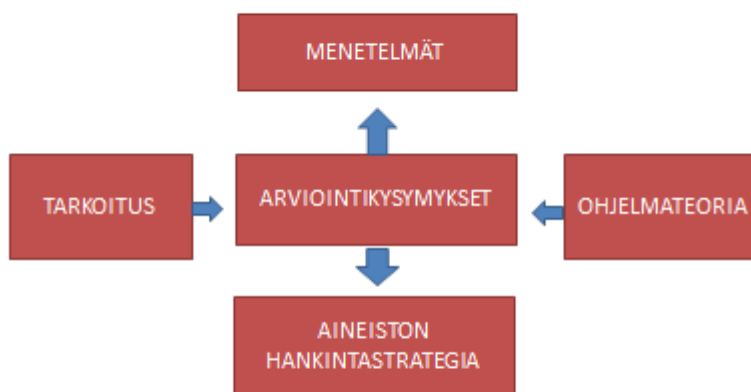 MENETELMÄT
TARKOITUS
ARVIOINTIKYSYMYKSET
OHJELMATEORIA
AINEISTON
HANKINTASTRATEGIA